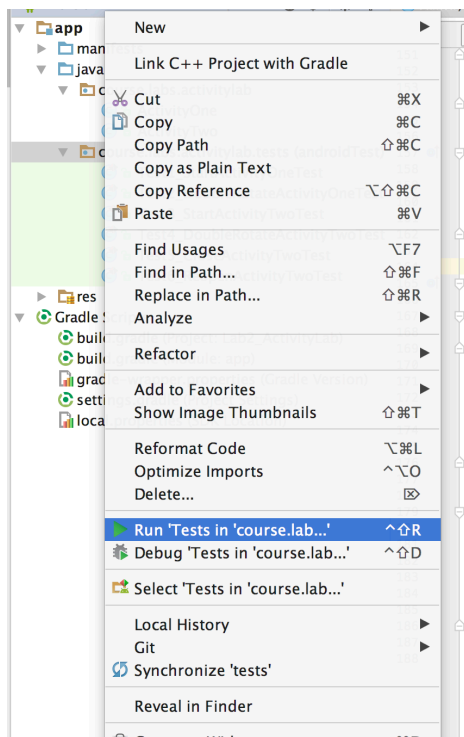 app
New
java
Link C++ Project with Gradle
Cut ⌘X
Copy ⌘C
Copy Path ⇧⌘C
Copy as Plain Text
Copy Reference ⌥⇧⌘C
Paste ⌘V
Find Usages ⌥F7
Find in Path... ⇧⌘F
Replace in Path... ⇧⌘R
Analyze
res
Gradle
Refactor
Add to Favorites
Show Image Thumbnails ⇧⌘T
Reformat Code ⌥⌘L
Optimize Imports ^⌥O
Delete... ⌦
Run 'Tests in 'course.lab...' ^⇧R
Debug 'Tests in 'course.lab...' ^⇧D
Select 'Tests in 'course.lab...'
Local History
Git
Synchronize 'tests'
Reveal in Finder